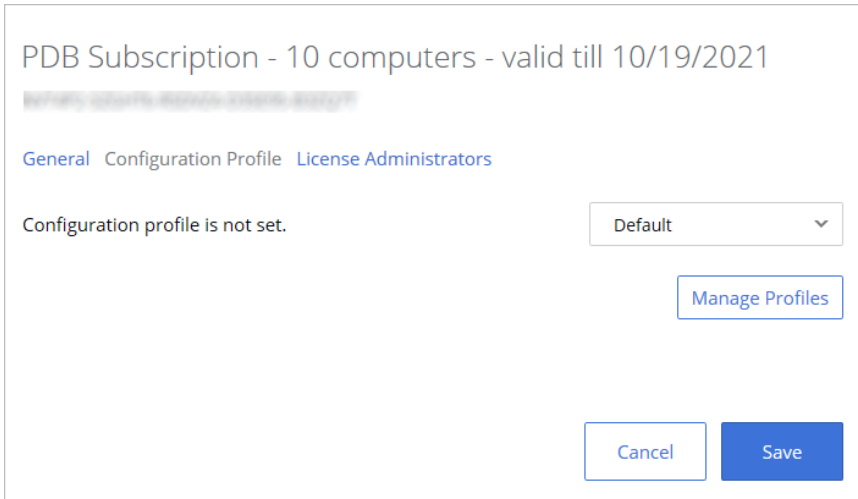 PDB Subscription - 10 computers - valid till 10/19/2021
General Configuration Profile License Administrators
Configuration profile is not set. Default
Manage Profiles
Cancel Save